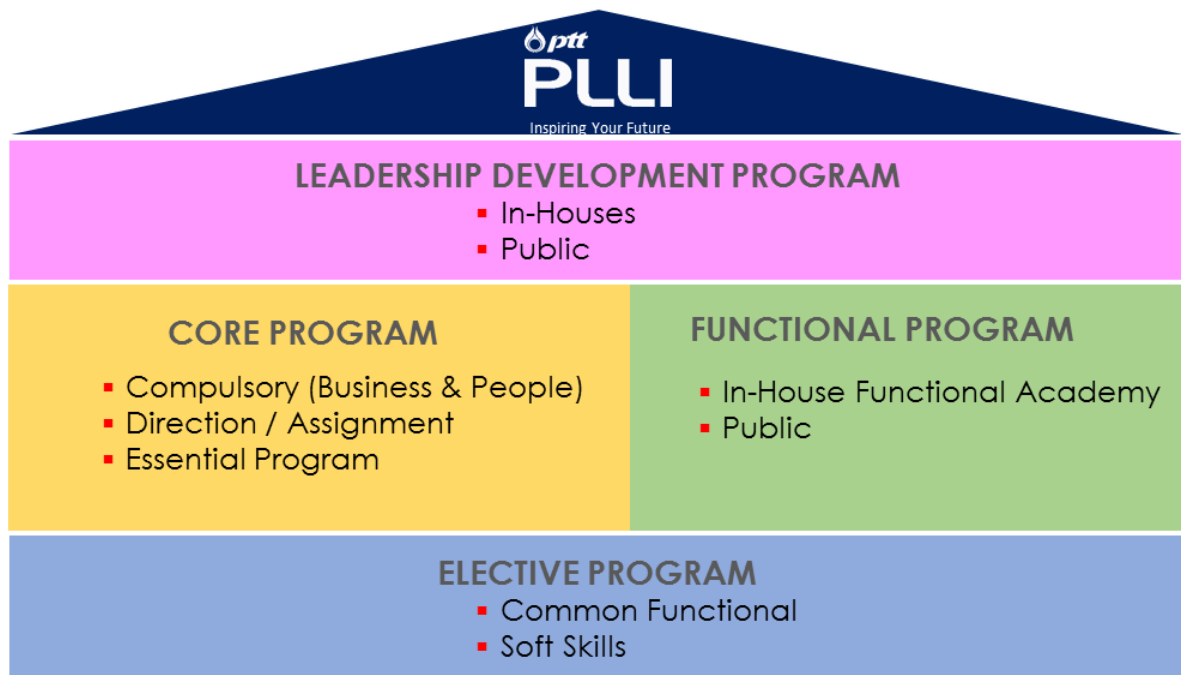 ptt
PLLI
Inspiring Your Future
LEADERSHIP DEVELOPMENT PROGRAM
▪ In-Houses
▪ Public
CORE PROGRAM
▪ Compulsory (Business & People)
▪ Direction / Assignment
▪ Essential Program
FUNCTIONAL PROGRAM
▪ In-House Functional Academy
▪ Public
ELECTIVE PROGRAM
▪ Common Functional
▪ Soft Skills